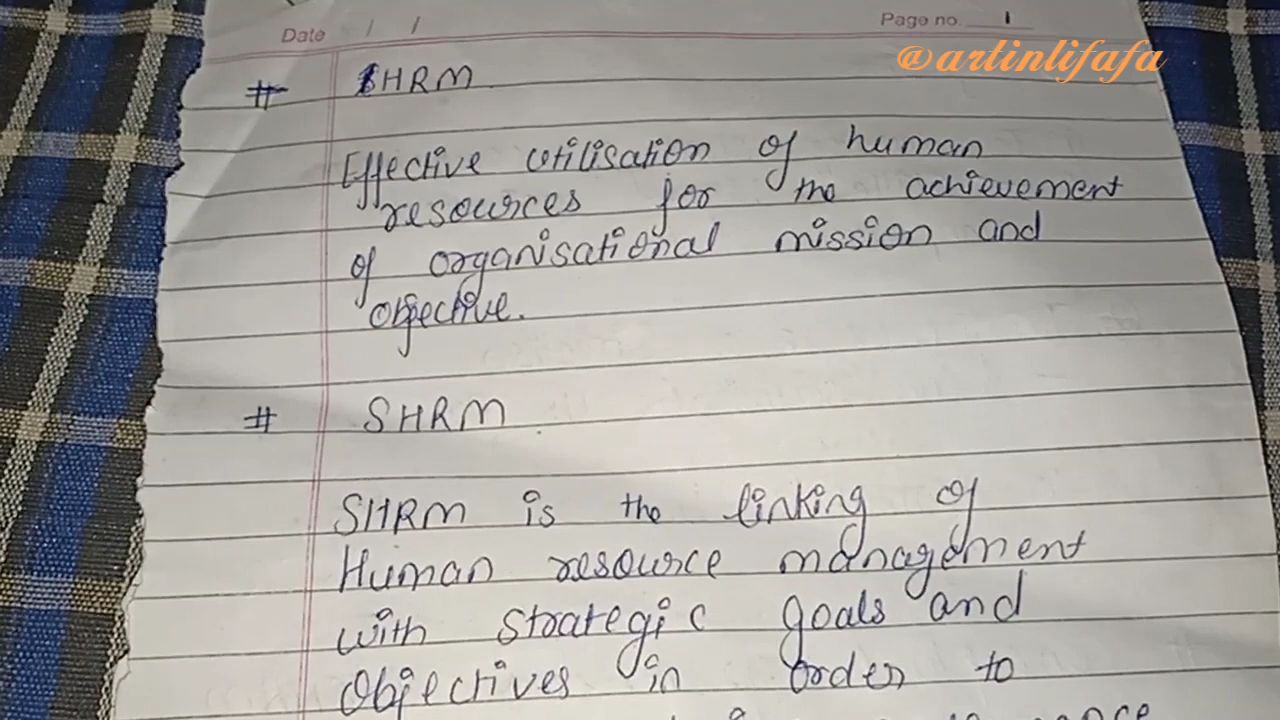 Page no. 1
Date / /
@artinlifafa
# HRM
Effective utilisation of human
resources for the achievement
of organisational mission and
objective.
# SHRM
SHRM is the linking of
Human resource management
with strategic goals and
Objectives in order to